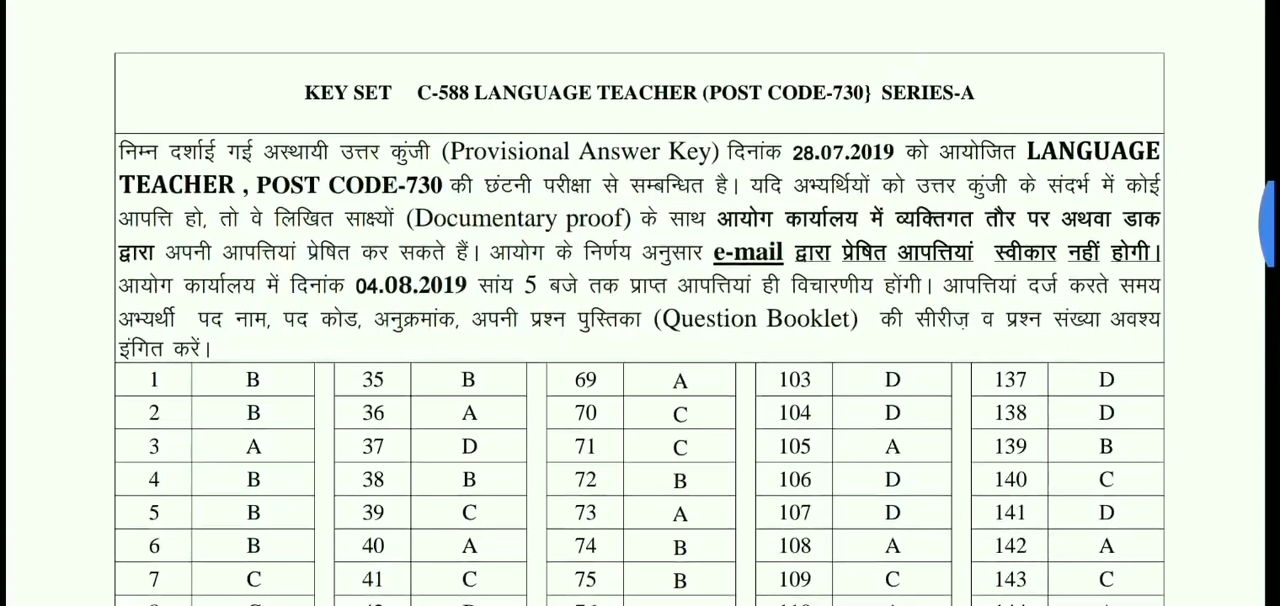 KEY SET C-588 LANGUAGE TEACHER (POST CODE-730} SERIES-A
निम्न दर्शाई गई अस्थायी उत्तर कुंजी (Provisional Answer Key) दिनांक 28.07.2019 को आयोजित LANGUAGE
TEACHER , POST CODE-730 की छंटनी परीक्षा से सम्बन्धित है। यदि अभ्यर्थियों को उत्तर कुंजी के संदर्भ में कोई
आपत्ति हो, तो वे लिखित साक्ष्यों (Documentary proof) के साथ आयोग कार्यालय में व्यक्तिगत तौर पर अथवा डाक
द्वारा अपनी आपत्तियां प्रेषित कर सकते हैं। आयोग के निर्णय अनुसार e-mail द्वारा प्रेषित आपत्तियां स्वीकार नहीं होगी।
आयोग कार्यालय में दिनांक 04.08.2019 सांय 5 बजे तक प्राप्त आपत्तियां ही विचारणीय होंगी। आपत्तियां दर्ज करते समय
अभ्यर्थी पद नाम, पद कोड, अनुक्रमांक, अपनी प्रश्न पुस्तिका (Question Booklet) की सीरीज़ व प्रश्न संख्या अवश्य
इंगित करें।
1 B 35 B 69 A 103 D 137 D
2 B 36 A 70 C 104 D 138 D
3 A 37 D 71 C 105 A 139 B
4 B 38 B 72 B 106 D 140 C
5 B 39 C 73 A 107 D 141 D
6 B 40 A 74 B 108 A 142 A
7 C 41 C 75 B 109 C 143 C